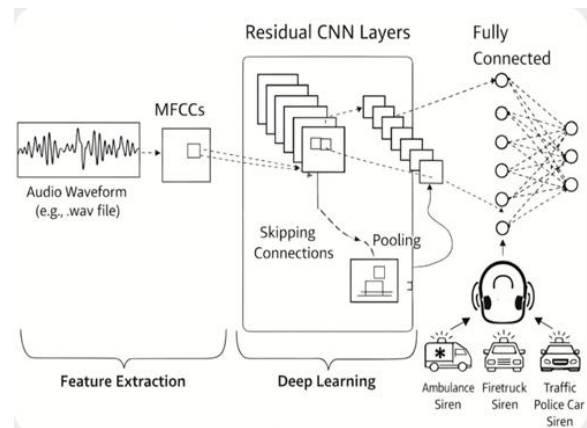 Residual CNN Layers
Fully
Connected
MFCCs
Audio Waveform
(e.g., .wav file)
Skipping
Connections
Pooling
Feature Extraction
Deep Learning
Ambulance
Siren
Firetruck
Siren
Traffic
Police Car
Siren